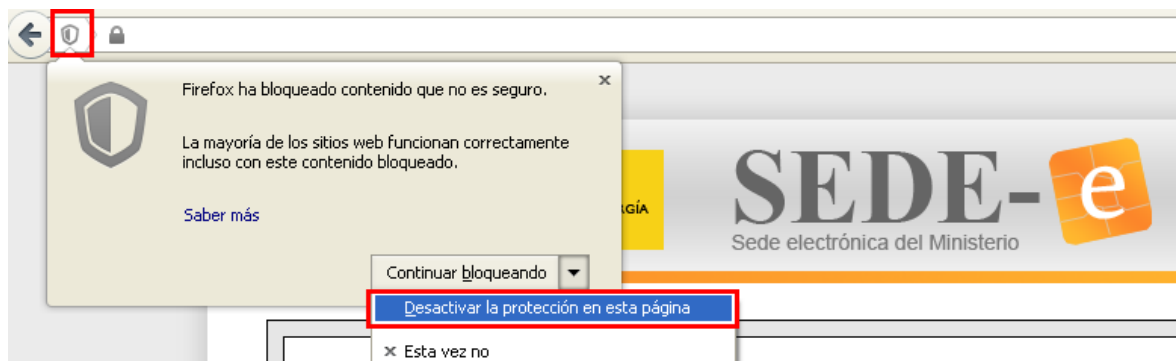 Firefox ha bloqueado contenido que no es seguro.
La mayoría de los sitios web funcionan correctamente
incluso con este contenido bloqueado.
Saber más
Continuar bloqueando
Desactivar la protección en esta página
Esta vez no
SEDE-e
Sede electrónica del Ministerio